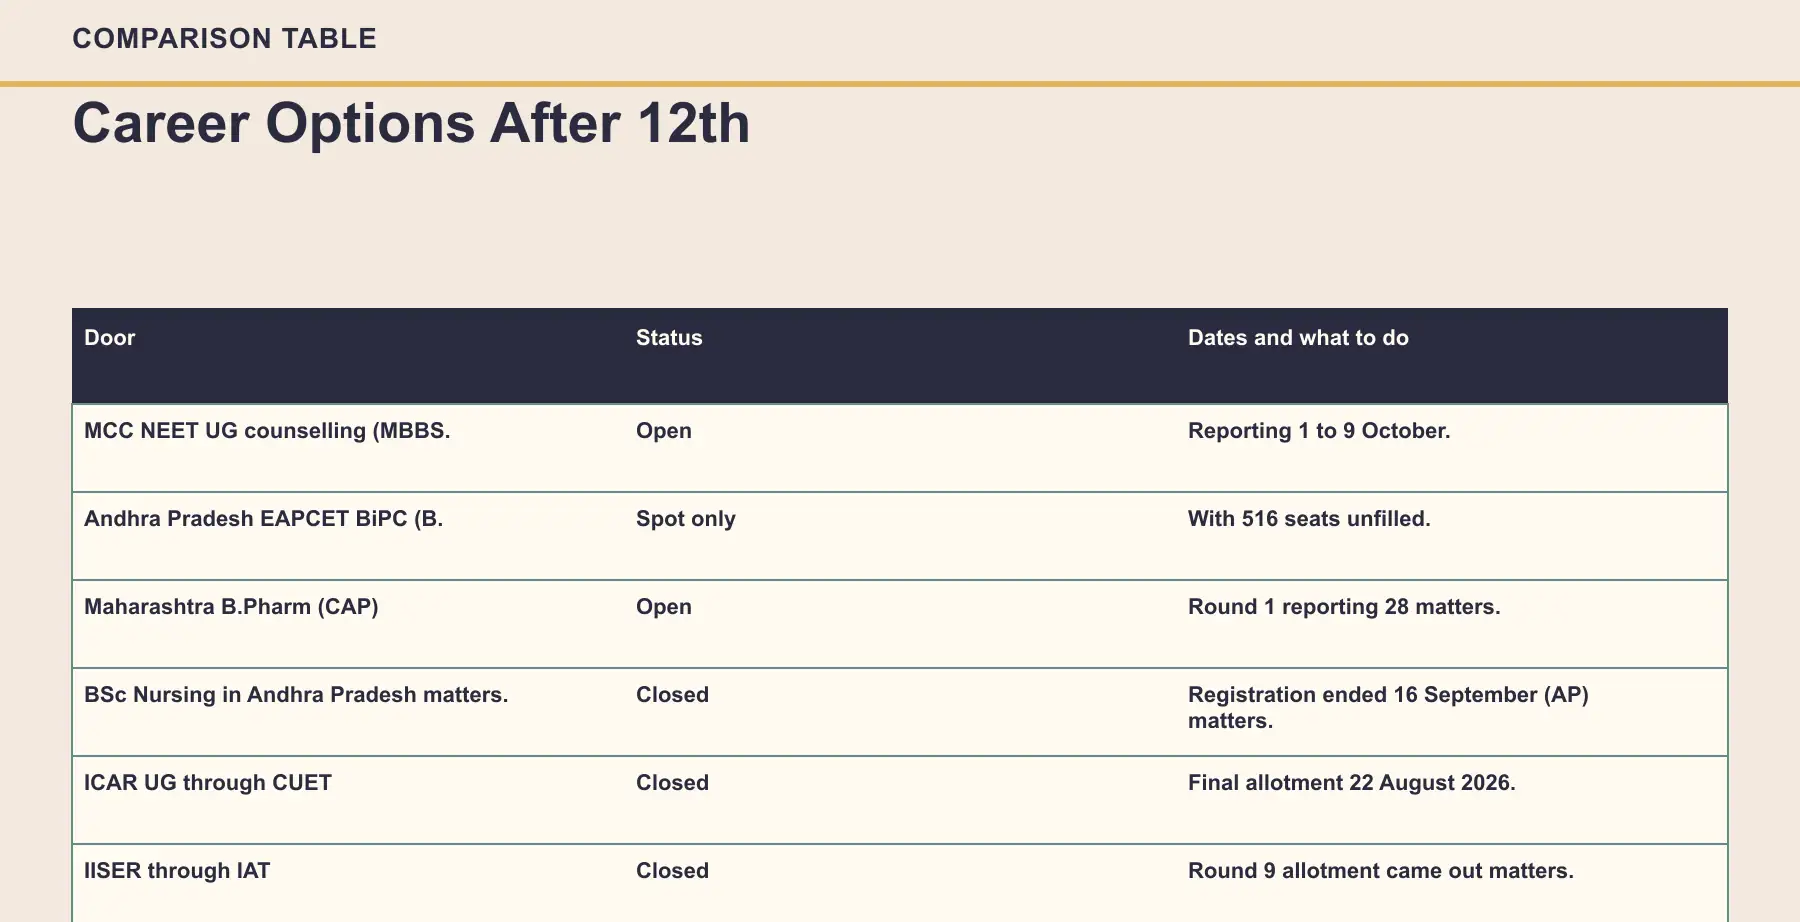 COMPARISON TABLE
Career Options After 12th
Door Status Dates and what to do
MCC NEET UG counselling (MBBS. Open Reporting 1 to 9 October.
Andhra Pradesh EAPCET BiPC (B. Spot only With 516 seats unfilled.
Maharashtra B.Pharm (CAP) Open Round 1 reporting 28 matters.
BSc Nursing in Andhra Pradesh matters. Closed Registration ended 16 September (AP)
matters.
ICAR UG through CUET Closed Final allotment 22 August 2026.
IISER through IAT Closed Round 9 allotment came out matters.